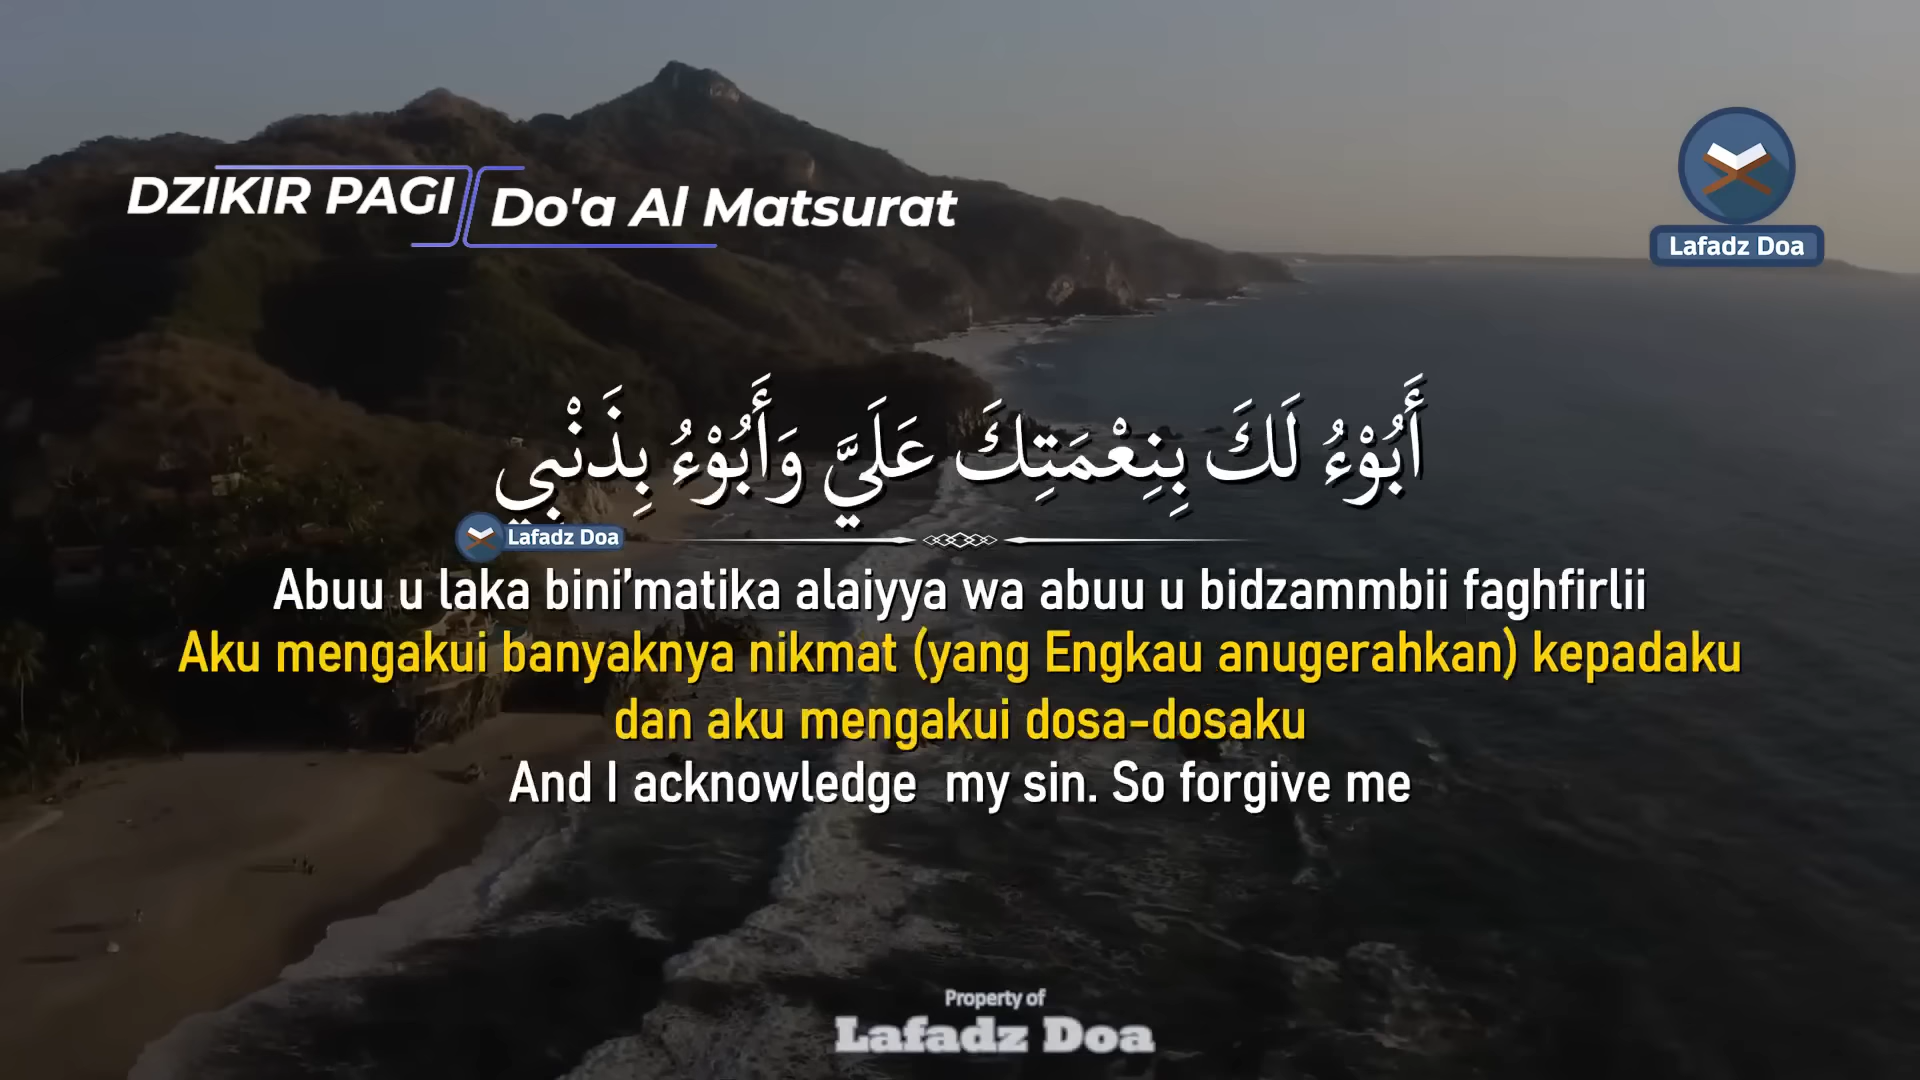 DZIKIR PAGI
Do'a Al Matsurat
Lafadz Doa
أَبُوْءُ لَكَ بِنِعْمَتِكَ عَلَيَّ وَأَبُوْءُ بِذَنْبِي
Lafadz Doa
Abuu u laka bini’matika alaiyya wa abuu u bidzammbii faghfirlii
Aku mengakui banyaknya nikmat (yang Engkau anugerahkan) kepadaku
dan aku mengakui dosa-dosaku
And I acknowledge my sin. So forgive me
Property of
Lafadz Doa